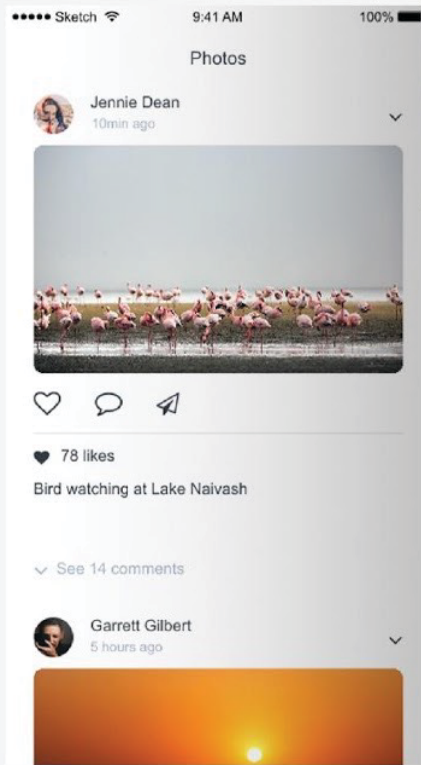 Sketch 9:41 AM 100%
Photos
Jennie Dean
10min ago
78 likes
Bird watching at Lake Naivash
See 14 comments
Garrett Gilbert
5 hours ago